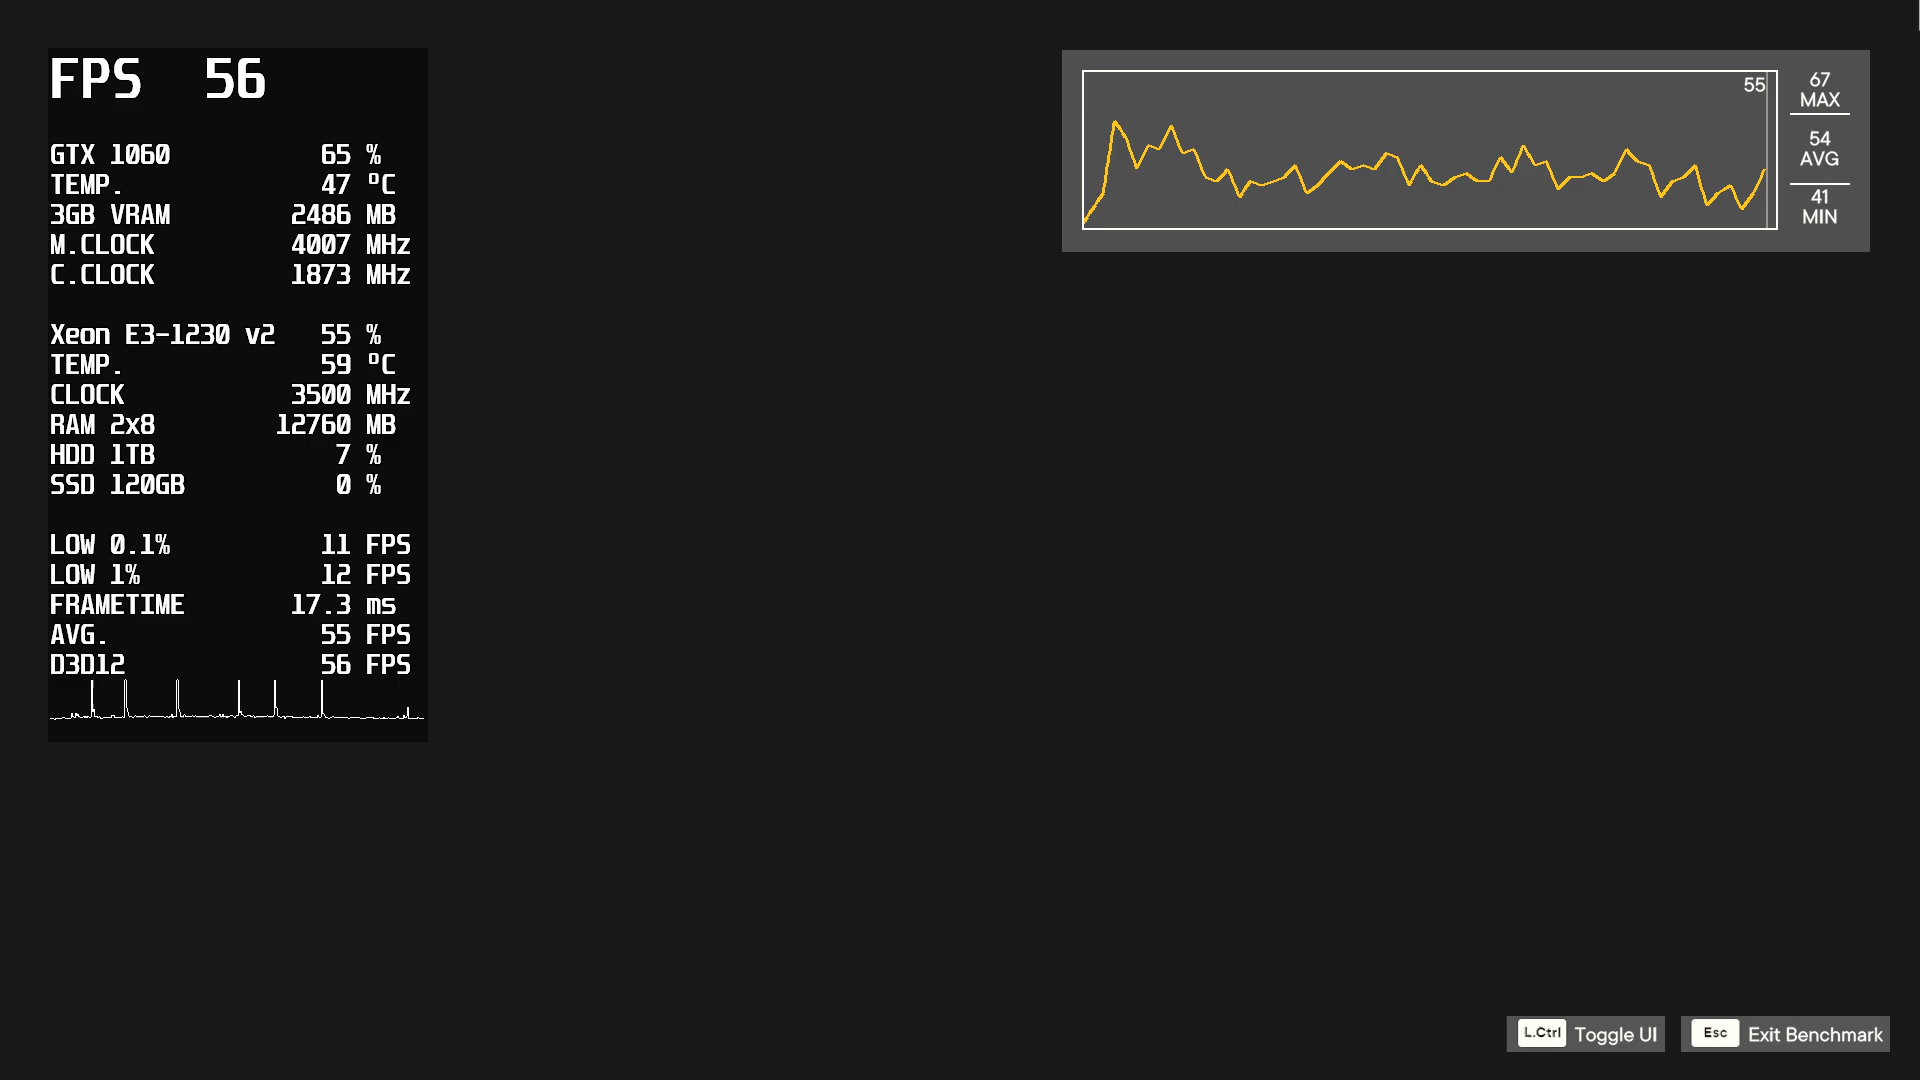 FPS 56
GTX 1060 65 %
TEMP. 47 ºC
3GB VRAM 2486 MB
M.CLOCK 4007 MHz
C.CLOCK 1873 MHz
Xeon E3-1230 v2 55 %
TEMP. 59 ºC
CLOCK 3500 MHz
RAM 2x8 12760 MB
HDD 1TB 7 %
SSD 120GB 0 %
LOW 0.1% 11 FPS
LOW 1% 12 FPS
FRAMETIME 17.3 ms
AVG. 55 FPS
D3D12 56 FPS
55
67
MAX
54
AVG
41
MIN
L.Ctrl Toggle UI
Esc Exit Benchmark